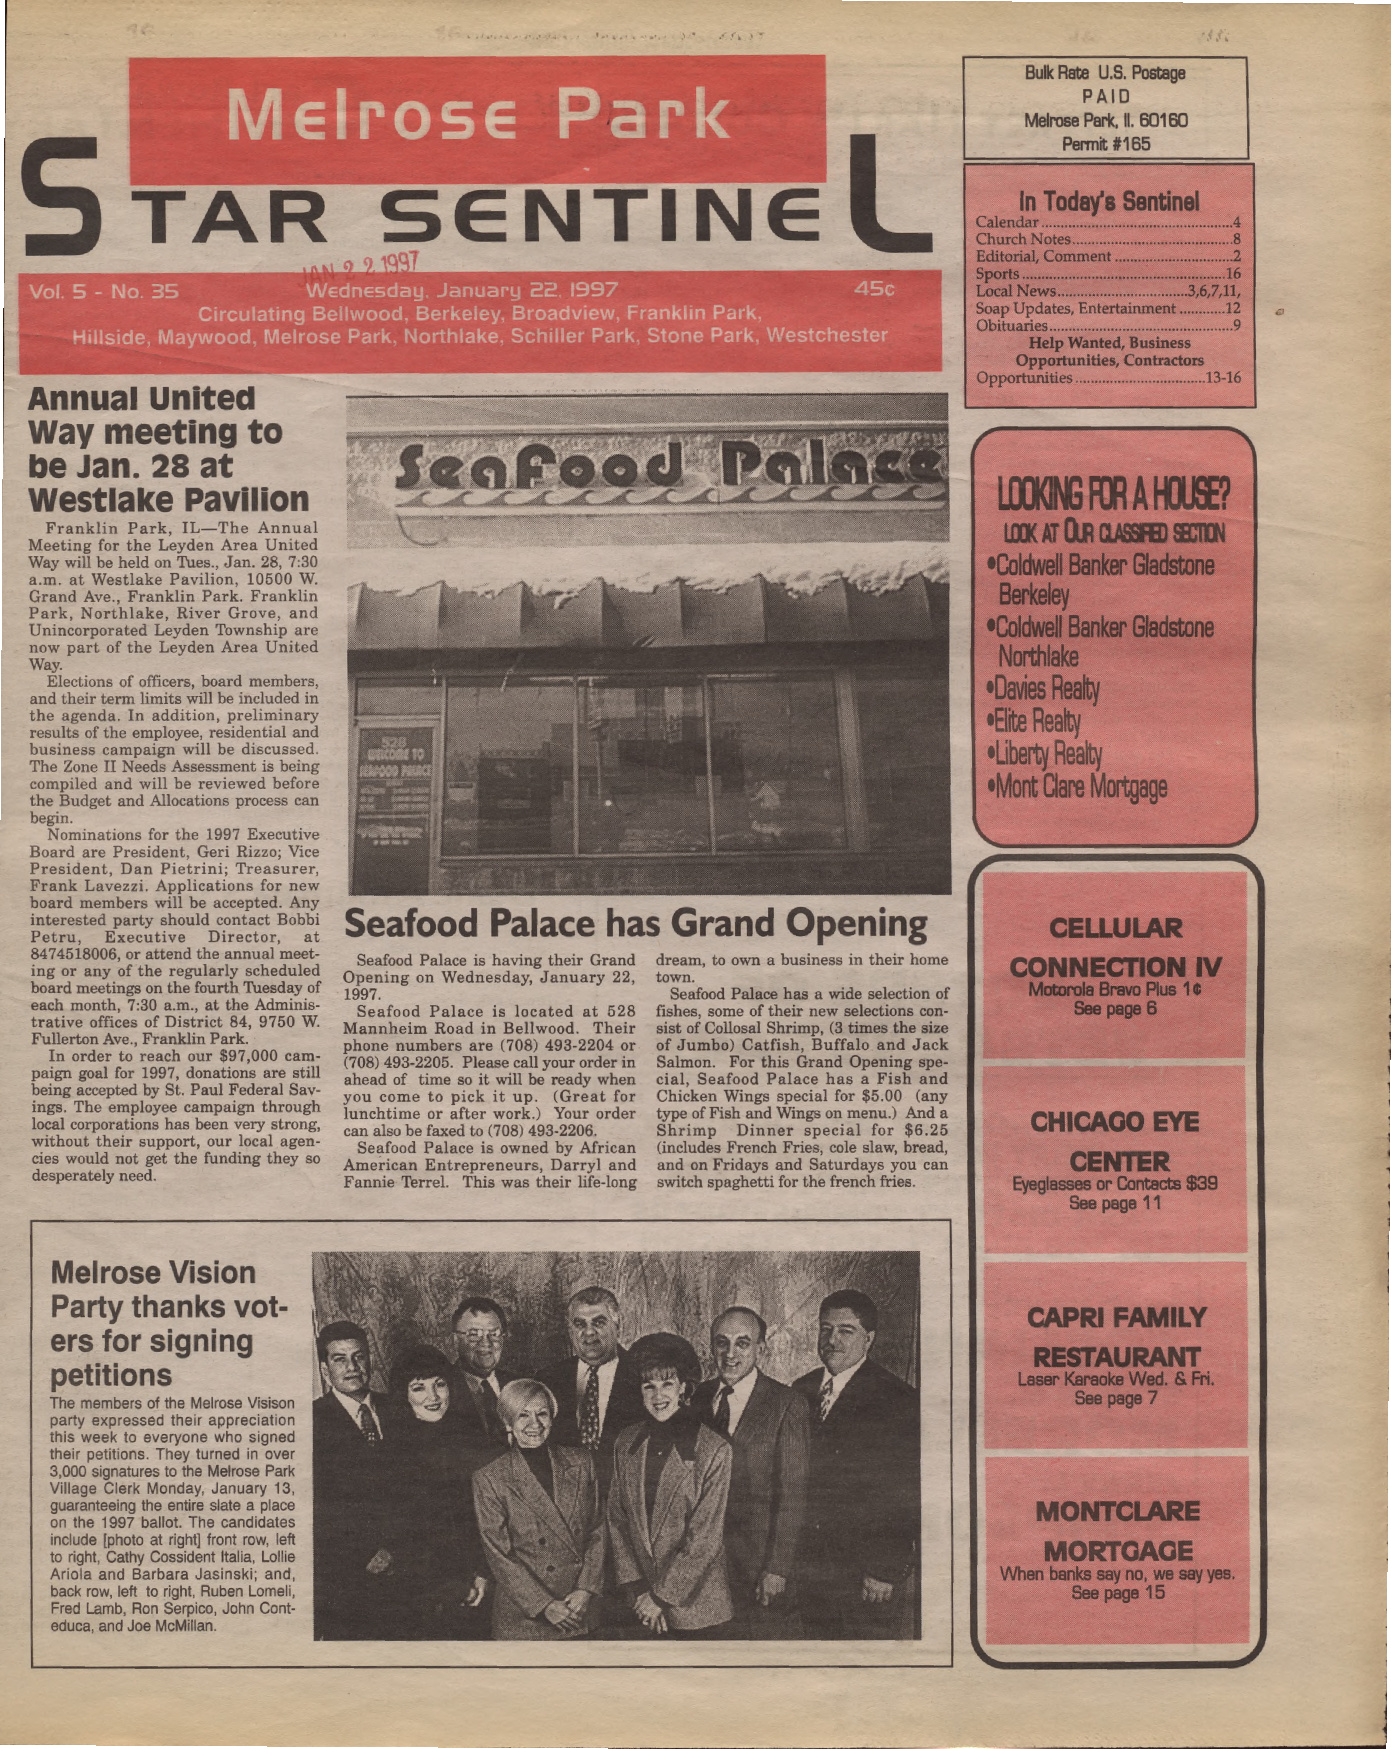 Melrose Park
STAR SENTINEL
JAN 22 1997
Vol. 5 - No. 35 Wednesday, January 22, 1997 45¢
Circulating Bellwood, Berkeley, Broadview, Franklin Park,
Hillside, Maywood, Melrose Park, Northlake, Schiller Park, Stone Park, Westchester
Bulk Rate U.S. Postage
PAID
Melrose Park, Il. 60160
Permit #165
In Today's Sentinel
Calendar 4
Church Notes 8
Editorial, Comment 2
Sports 16
Local News 3,6,7,11,
Soap Updates, Entertainment 12
Obituaries 9
Help Wanted, Business
Opportunities, Contractors
Opportunities 13-16
Annual United
Way meeting to
be Jan. 28 at
Westlake Pavilion
Franklin Park, IL—The Annual
Meeting for the Leyden Area United
Way will be held on Tues., Jan. 28, 7:30
a.m. at Westlake Pavilion, 10500 W.
Grand Ave., Franklin Park. Franklin
Park, Northlake, River Grove, and
Unincorporated Leyden Township are
now part of the Leyden Area United
Way.
Elections of officers, board members,
and their term limits will be included in
the agenda. In addition, preliminary
results of the employee, residential and
business campaign will be discussed.
The Zone II Needs Assessment is being
compiled and will be reviewed before
the Budget and Allocations process can
begin.
Nominations for the 1997 Executive
Board are President, Geri Rizzo; Vice
President, Dan Pietrini; Treasurer,
Frank Lavezzi. Applications for new
board members will be accepted. Any
interested party should contact Bobbi
Petru, Executive Director, at
8474518006, or attend the annual meet-
ing or any of the regularly scheduled
board meetings on the fourth Tuesday of
each month, 7:30 a.m., at the Adminis-
trative offices of District 84, 9750 W.
Fullerton Ave., Franklin Park.
In order to reach our $97,000 cam-
paign goal for 1997, donations are still
being accepted by St. Paul Federal Sav-
ings. The employee campaign through
local corporations has been very strong,
without their support, our local agen-
cies would not get the funding they so
desperately need.
Seafood Palace
528
WELCOME TO
SEAFOOD PALACE
Seafood Palace has Grand Opening
Seafood Palace is having their Grand
Opening on Wednesday, January 22,
1997.
Seafood Palace is located at 528
Mannheim Road in Bellwood. Their
phone numbers are (708) 493-2204 or
(708) 493-2205. Please call your order in
ahead of time so it will be ready when
you come to pick it up. (Great for
lunchtime or after work.) Your order
can also be faxed to (708) 493-2206.
Seafood Palace is owned by African
American Entrepreneurs, Darryl and
Fannie Terrel. This was their life-long
dream, to own a business in their home
town.
Seafood Palace has a wide selection of
fishes, some of their new selections con-
sist of Collosal Shrimp, (3 times the size
of Jumbo) Catfish, Buffalo and Jack
Salmon. For this Grand Opening spe-
cial, Seafood Palace has a Fish and
Chicken Wings special for $5.00 (any
type of Fish and Wings on menu.) And a
Shrimp Dinner special for $6.25
(includes French Fries, cole slaw, bread,
and on Fridays and Saturdays you can
switch spaghetti for the french fries.
LOOKING FOR A HOUSE?
LOOK AT OUR CLASSIFIED SECTION
•Coldwell Banker Gladstone
Berkeley
•Coldwell Banker Gladstone
Northlake
•Davies Realty
•Elite Realty
•Liberty Realty
•Mont Clare Mortgage
CELLULAR
CONNECTION IV
Motorola Bravo Plus 1¢
See page 6
CHICAGO EYE
CENTER
Eyeglasses or Contacts $39
See page 11
CAPRI FAMILY
RESTAURANT
Laser Karaoke Wed. & Fri.
See page 7
MONTCLARE
MORTGAGE
When banks say no, we say yes.
See page 15
Melrose Vision
Party thanks vot-
ers for signing
petitions
The members of the Melrose Visison
party expressed their appreciation
this week to everyone who signed
their petitions. They turned in over
3,000 signatures to the Melrose Park
Village Clerk Monday, January 13,
guaranteeing the entire slate a place
on the 1997 ballot. The candidates
include [photo at right] front row, left
to right, Cathy Cossident Italia, Lollie
Ariola and Barbara Jasinski; and,
back row, left to right, Ruben Lomeli,
Fred Lamb, Ron Serpico, John Cont-
educa, and Joe McMillan.